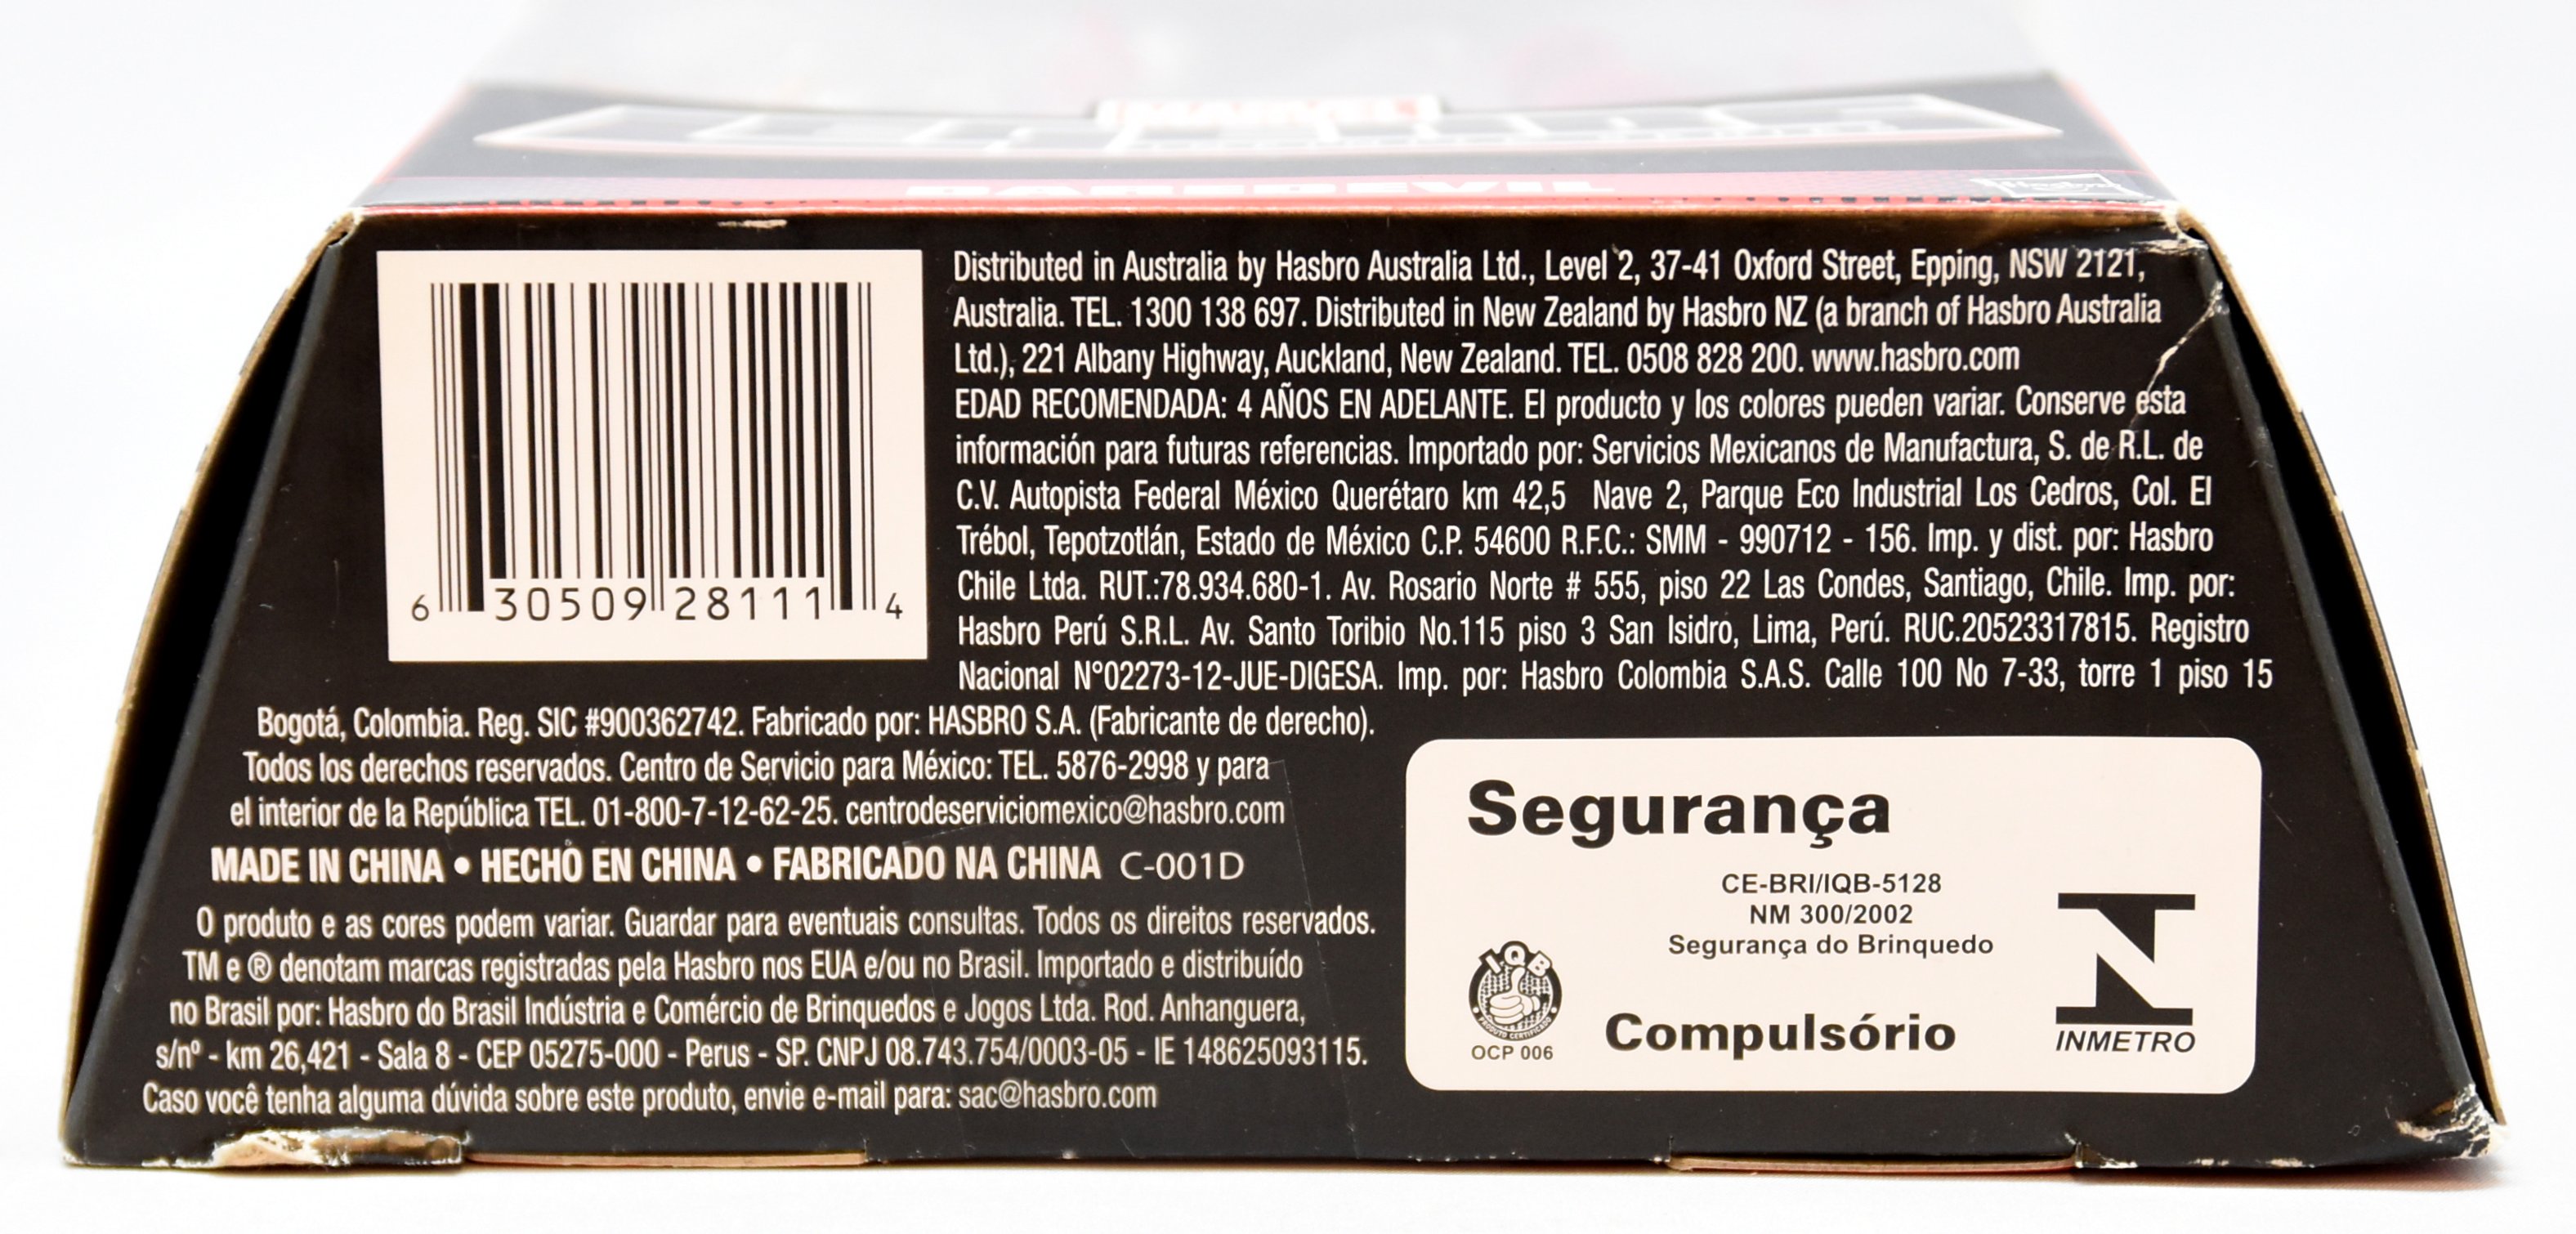 MARVEL
DAREDEVIL
Hasbro
Distributed in Australia by Hasbro Australia Ltd., Level 2, 37-41 Oxford Street, Epping, NSW 2121,
Australia. TEL. 1300 138 697. Distributed in New Zealand by Hasbro NZ (a branch of Hasbro Australia
Ltd.), 221 Albany Highway, Auckland, New Zealand. TEL. 0508 828 200. www.hasbro.com
EDAD RECOMENDADA: 4 AÑOS EN ADELANTE. El producto y los colores pueden variar. Conserve esta
información para futuras referencias. Importado por: Servicios Mexicanos de Manufactura, S. de R.L. de
C.V. Autopista Federal México Querétaro km 42,5 Nave 2, Parque Eco Industrial Los Cedros, Col. El
Trébol, Tepotzotlán, Estado de México C.P. 54600 R.F.C.: SMM - 990712 - 156. Imp. y dist. por: Hasbro
Chile Ltda. RUT.:78.934.680-1. Av. Rosario Norte # 555, piso 22 Las Condes, Santiago, Chile. Imp. por:
Hasbro Perú S.R.L. Av. Santo Toribio No.115 piso 3 San Isidro, Lima, Perú. RUC.20523317815. Registro
Nacional N°02273-12-JUE-DIGESA. Imp. por: Hasbro Colombia S.A.S. Calle 100 No 7-33, torre 1 piso 15
6 30509 28111 4
Bogotá, Colombia. Reg. SIC #900362742. Fabricado por: HASBRO S.A. (Fabricante de derecho).
Todos los derechos reservados. Centro de Servicio para México: TEL. 5876-2998 y para
el interior de la República TEL. 01-800-7-12-62-25. centrodeserviciomexico@hasbro.com
MADE IN CHINA • HECHO EN CHINA • FABRICADO NA CHINA C-001D
O produto e as cores podem variar. Guardar para eventuais consultas. Todos os direitos reservados.
TM e ® denotam marcas registradas pela Hasbro nos EUA e/ou no Brasil. Importado e distribuído
no Brasil por: Hasbro do Brasil Indústria e Comércio de Brinquedos e Jogos Ltda. Rod. Anhanguera,
s/nº - km 26,421 - Sala 8 - CEP 05275-000 - Perus - SP. CNPJ 08.743.754/0003-05 - IE 148625093115.
Caso você tenha alguma dúvida sobre este produto, envie e-mail para: sac@hasbro.com
Segurança
CE-BRI/IQB-5128
NM 300/2002
Segurança do Brinquedo
IQB
PRODUTO CERTIFICADO
OCP 006
Compulsório
INMETRO